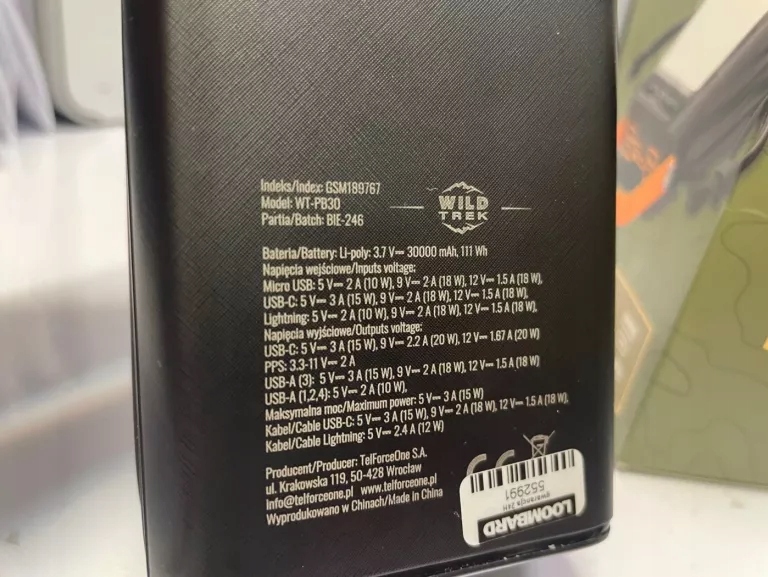 Indeks/Index: GSM189767
Model: WT-PB30
Partia/Batch: BIE-246
WILD
TREK
Bateria/Battery: Li-poly: 3.7 V⎓ 30000 mAh, 111 Wh
Napięcia wejściowe/Inputs voltage:
Micro USB: 5 V⎓ 2 A (10 W), 9 V⎓ 2 A (18 W), 12 V⎓ 1.5 A (18 W),
USB-C: 5 V⎓ 3 A (15 W), 9 V⎓ 2 A (18 W), 12 V⎓ 1.5 A (18 W),
Lightning: 5 V⎓ 2 A (10 W), 9 V⎓ 2 A (18 W), 12 V⎓ 1.5 A (18 W),
Napięcia wyjściowe/Outputs voltage:
USB-C: 5 V⎓ 3 A (15 W), 9 V⎓ 2.2 A (20 W), 12 V⎓ 1.67 A (20 W)
PPS: 3.3-11 V⎓ 2 A
USB-A (3): 5 V⎓ 3 A (15 W), 9 V⎓ 2 A (18 W), 12 V⎓ 1.5 A (18 W)
USB-A (1,2,4): 5 V⎓ 2 A (10 W),
Maksymalna moc/Maximum power: 5 V⎓ 3 A (15 W)
Kabel/Cable USB-C: 5 V⎓ 3 A (15 W), 9 V⎓ 2 A (18 W), 12 V⎓ 1.5 A (18 W),
Kabel/Cable Lightning: 5 V⎓ 2.4 A (12 W)
Producent/Producer: TelForceOne S.A.
ul. Krakowska 119, 50-428 Wrocław
info@telforceone.pl www.telforceone.pl
Wyprodukowano w Chinach/Made in China
CE
LOOMBARD
gwarancja 24H
552991